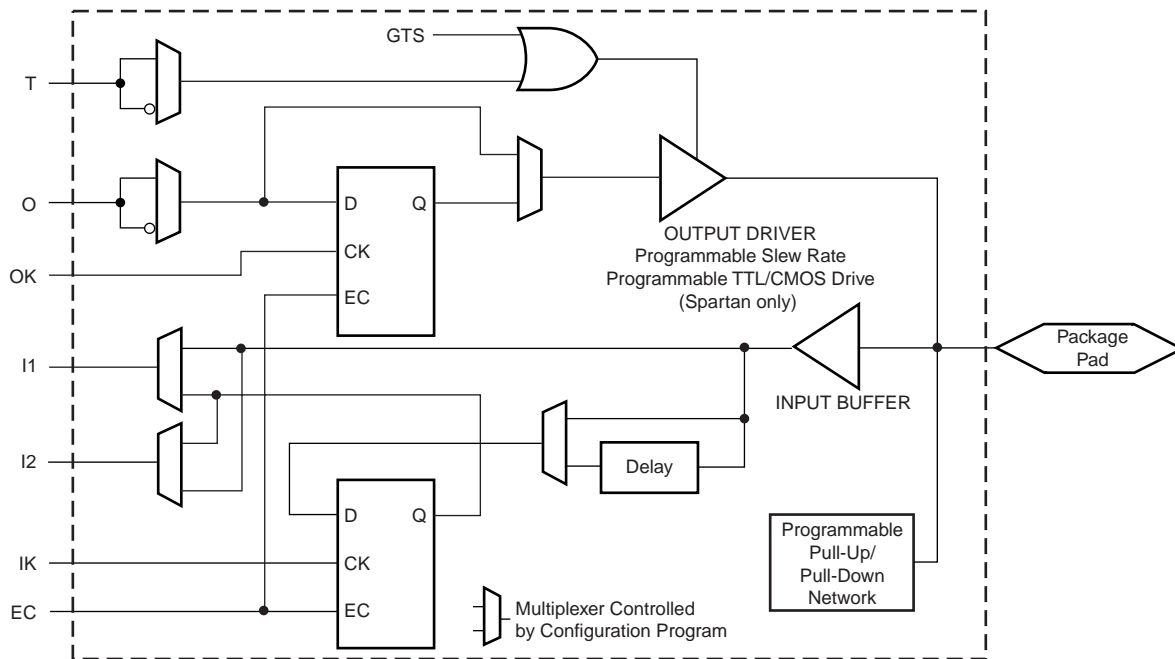 GTS
T
O
D
Q
CK
OK
EC
OUTPUT DRIVER
Programmable Slew Rate
Programmable TTL/CMOS Drive
(Spartan only)
I1
Package
Pad
INPUT BUFFER
I2
Delay
D
Q
Programmable
Pull-Up/
Pull-Down
Network
IK
CK
EC
EC
Multiplexer Controlled
by Configuration Program